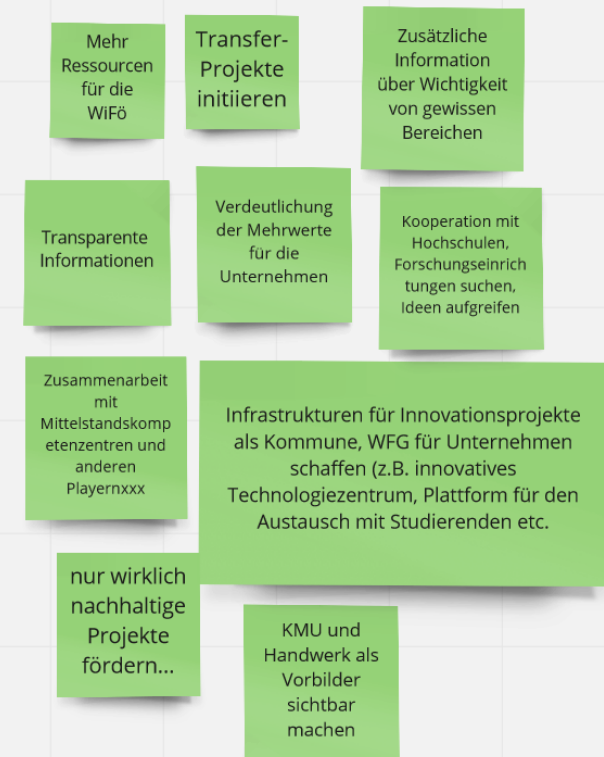 Mehr
Ressourcen
für die
WiFö
Transfer-
Projekte
initiieren
Zusätzliche
Information
über Wichtigkeit
von gewissen
Bereichen
Transparente
Informationen
Verdeutlichung
der Mehrwerte
für die
Unternehmen
Kooperation mit
Hochschulen,
Forschungseinrich
tungen suchen,
Ideen aufgreifen
Zusammenarbeit
mit
Mittelstandskomp
etenzentren und
anderen
Playernxxx
Infrastrukturen für Innovationsprojekte
als Kommune, WFG für Unternehmen
schaffen (z.B. innovatives
Technologiezentrum, Plattform für den
Austausch mit Studierenden etc.
nur wirklich
nachhaltige
Projekte
fördern...
KMU und
Handwerk als
Vorbilder
sichtbar
machen